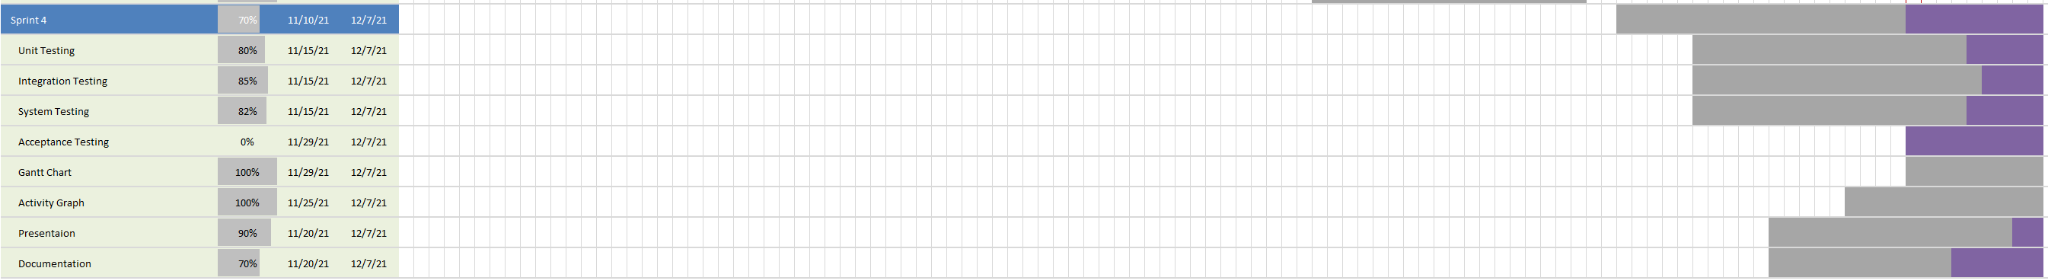 Sprint 4 70% 11/10/21 12/7/21
Unit Testing 80% 11/15/21 12/7/21
Integration Testing 85% 11/15/21 12/7/21
System Testing 82% 11/15/21 12/7/21
Acceptance Testing 0% 11/29/21 12/7/21
Gantt Chart 100% 11/29/21 12/7/21
Activity Graph 100% 11/25/21 12/7/21
Presentaion 90% 11/20/21 12/7/21
Documentation 70% 11/20/21 12/7/21